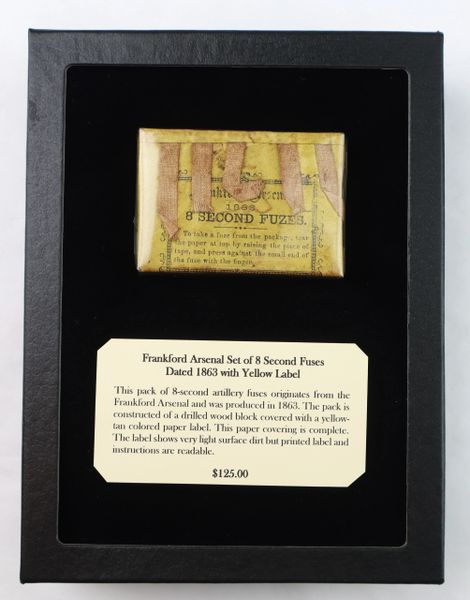 1863
8 SECOND FUZES.
To take a fuze from the package, tear
the paper at top by raising the piece of
tape, and press against the small end of
the fuze with the finger.
Frankford Arsenal Set of 8 Second Fuses
Dated 1863 with Yellow Label
This pack of 8-second artillery fuses originates from the
Frankford Arsenal and was produced in 1863. The pack is
constructed of a drilled wood block covered with a yellow-
tan colored paper label. This paper covering is complete.
The label shows very light surface dirt but printed label and
instructions are readable.
$125.00